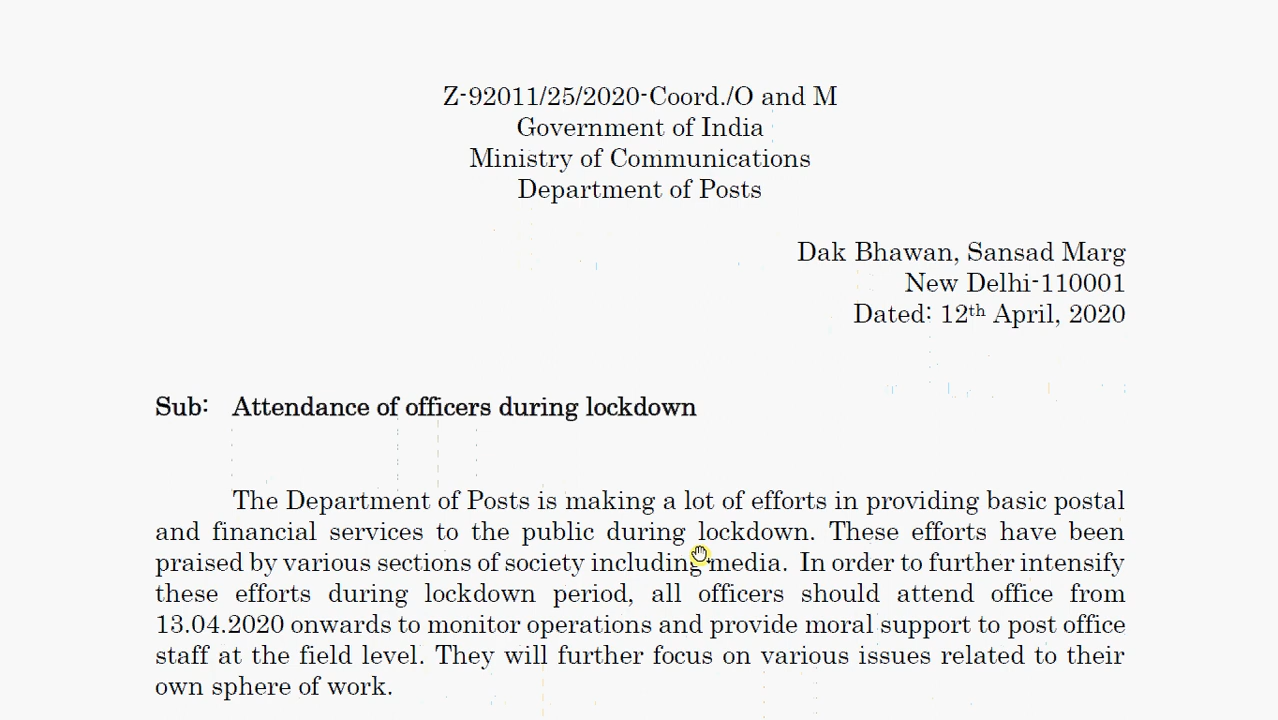 Z-92011/25/2020-Coord./O and M
Government of India
Ministry of Communications
Department of Posts
Dak Bhawan, Sansad Marg
New Delhi-110001
Dated: 12th April, 2020
Sub: Attendance of officers during lockdown
The Department of Posts is making a lot of efforts in providing basic postal
and financial services to the public during lockdown. These efforts have been
praised by various sections of society including media. In order to further intensify
these efforts during lockdown period, all officers should attend office from
13.04.2020 onwards to monitor operations and provide moral support to post office
staff at the field level. They will further focus on various issues related to their
own sphere of work.